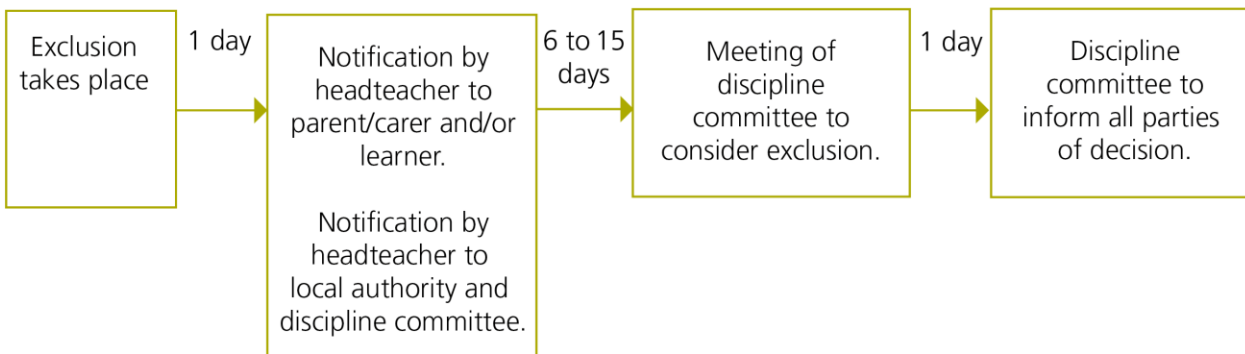 Exclusion
takes place
1 day
Notification by
headteacher to
parent/carer and/or
learner.
Notification by
headteacher to
local authority and
discipline committee.
6 to 15
days
Meeting of
discipline
committee to
consider exclusion.
1 day
Discipline
committee to
inform all parties
of decision.